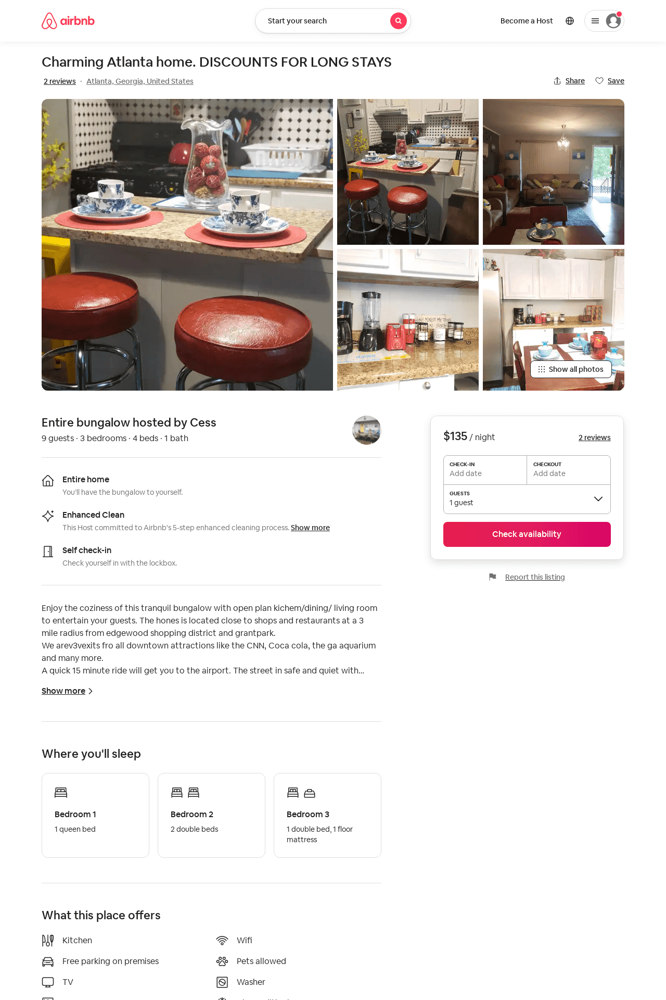 airbnb
Start your search
Become a Host
Charming Atlanta home. DISCOUNTS FOR LONG STAYS
2 reviews · Atlanta, Georgia, United States
Share
Save
Show all photos
Entire bungalow hosted by Cess
9 guests · 3 bedrooms · 4 beds · 1 bath
Entire home
You'll have the bungalow to yourself.
Enhanced Clean
This Host committed to Airbnb's 5-step enhanced cleaning process. Show more
Self check-in
Check yourself in with the lockbox.
$135 / night
2 reviews
CHECK-IN
Add date
CHECKOUT
Add date
GUESTS
1 guest
Check availability
Report this listing
Enjoy the coziness of this tranquil bungalow with open plan kichem/dining/ living room
to entertain your guests. The hones is located close to shops and restaurants at a 3
mile radius from edgewood shopping district and grantpark.
We arev3vexits fro all downtown attractions like the CNN, Coca cola, the ga aquarium
and many more.
A quick 15 minute ride will get you to the airport. The street in safe and quiet with...
Show more
Where you'll sleep
Bedroom 1
1 queen bed
Bedroom 2
2 double beds
Bedroom 3
1 double bed, 1 floor
mattress
What this place offers
Kitchen
Wifi
Free parking on premises
Pets allowed
TV
Washer